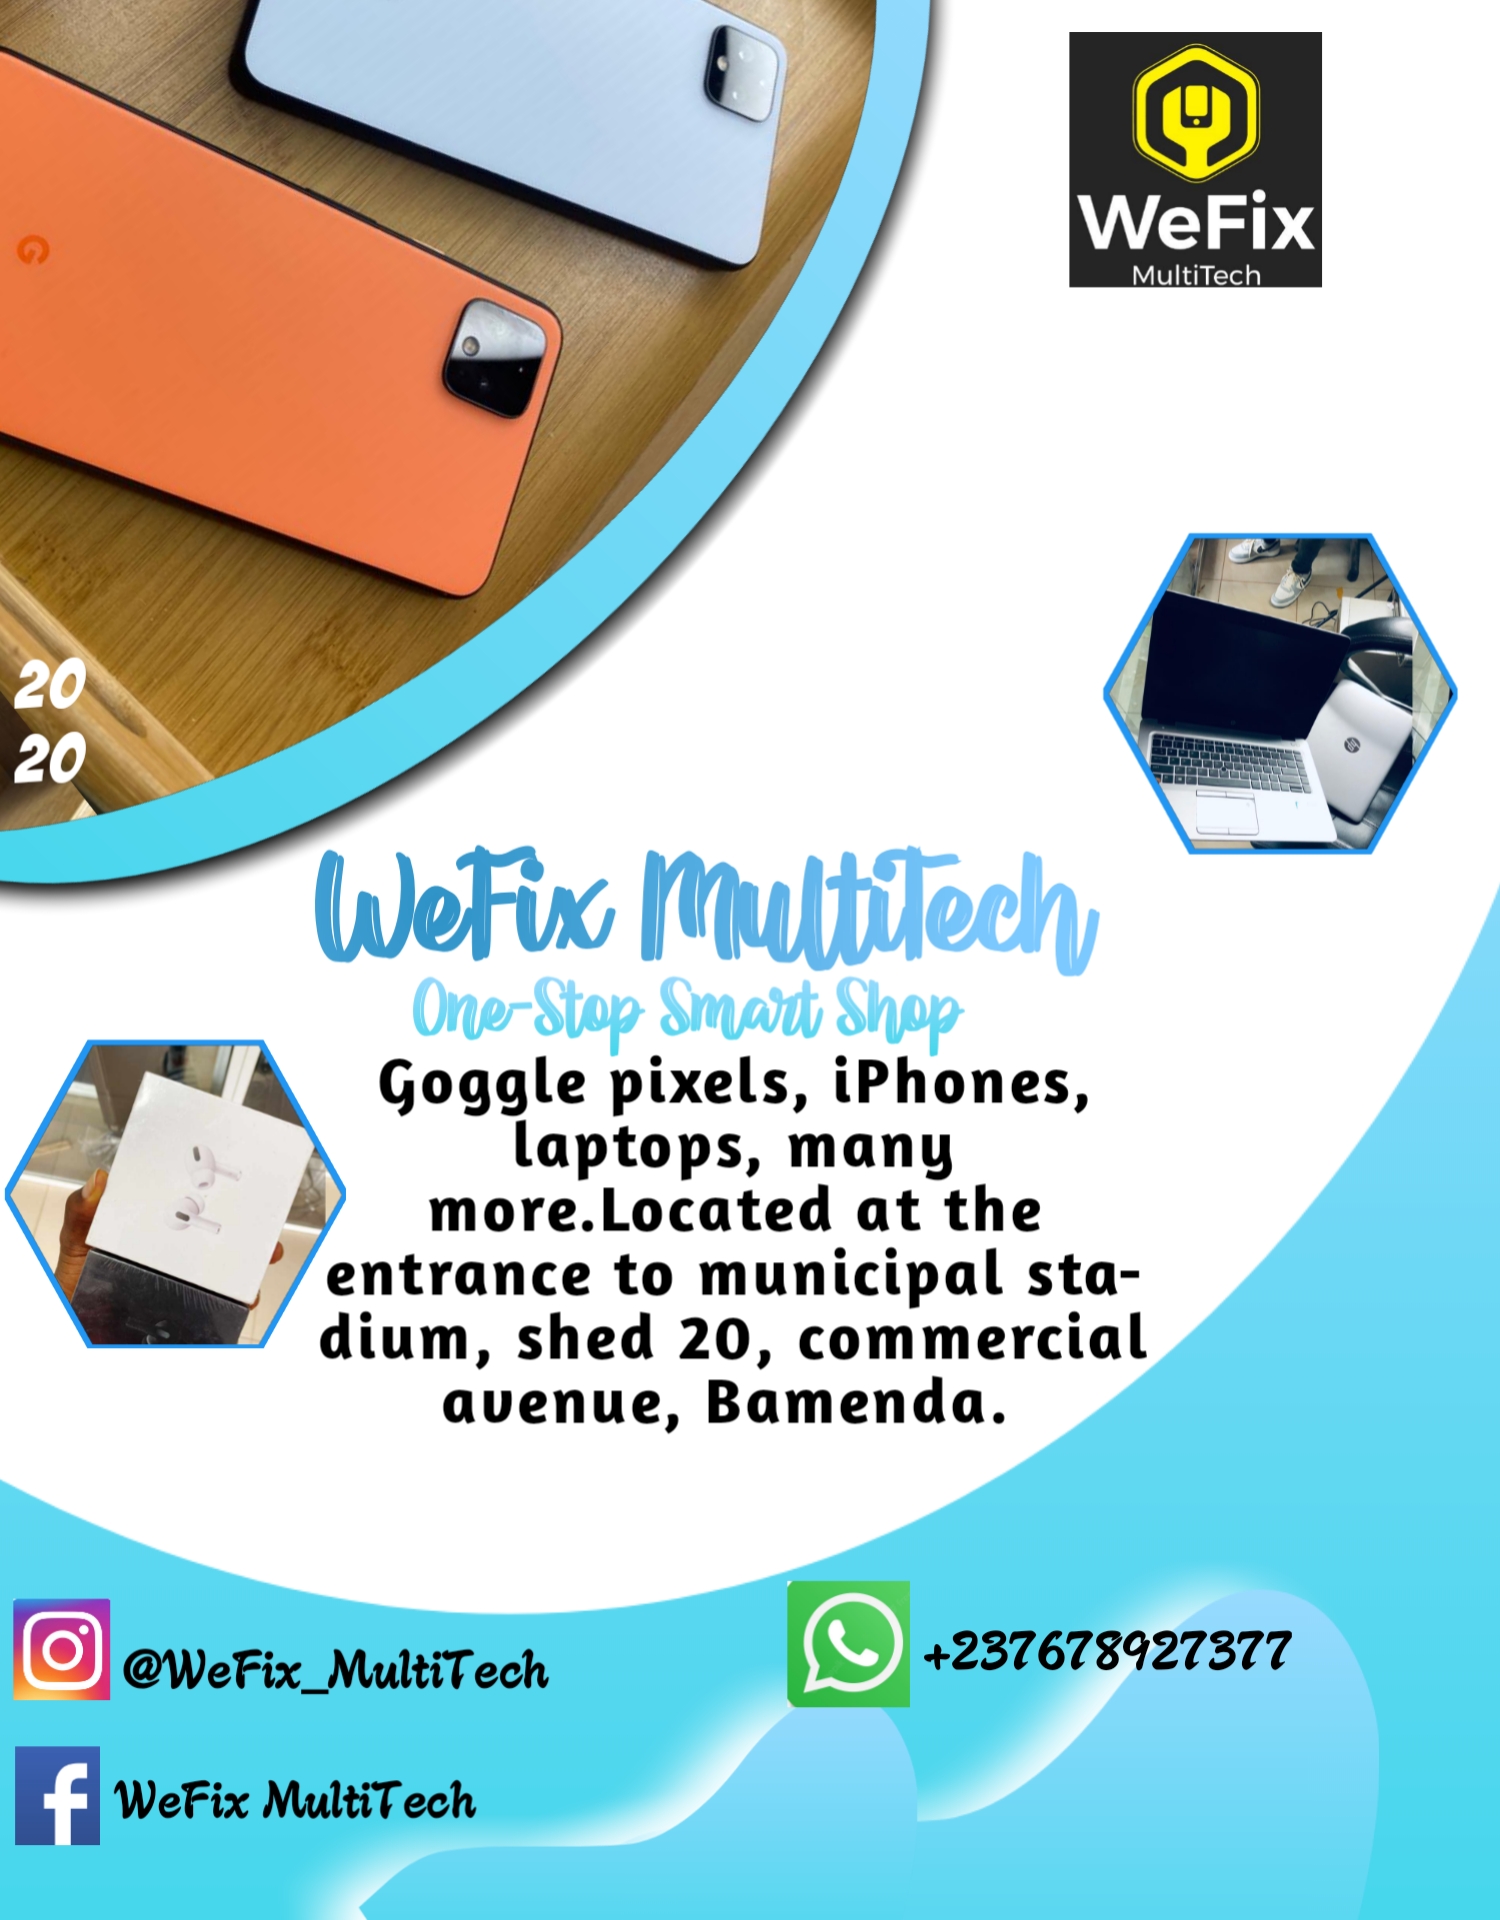 WeFix
MultiTech
20
20
WeFix MultiTech
One-Stop Smart Shop
Goggle pixels, iPhones,
laptops, many
more.Located at the
entrance to municipal sta-
dium, shed 20, commercial
avenue, Bamenda.
@WeFix_MultiTech
+237678927377
WeFix MultiTech